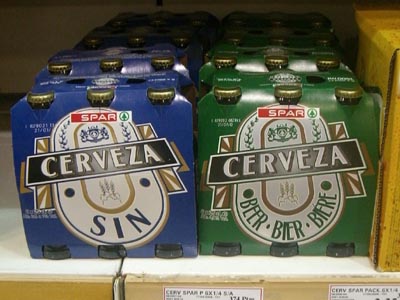 SPAR
CERVEZA
SIN
SPAR
CERVEZA
BEER · BIER · BIERE
CERV SPAR P 6X1/4 S/A
CERV SPAR PACK 6X1/4